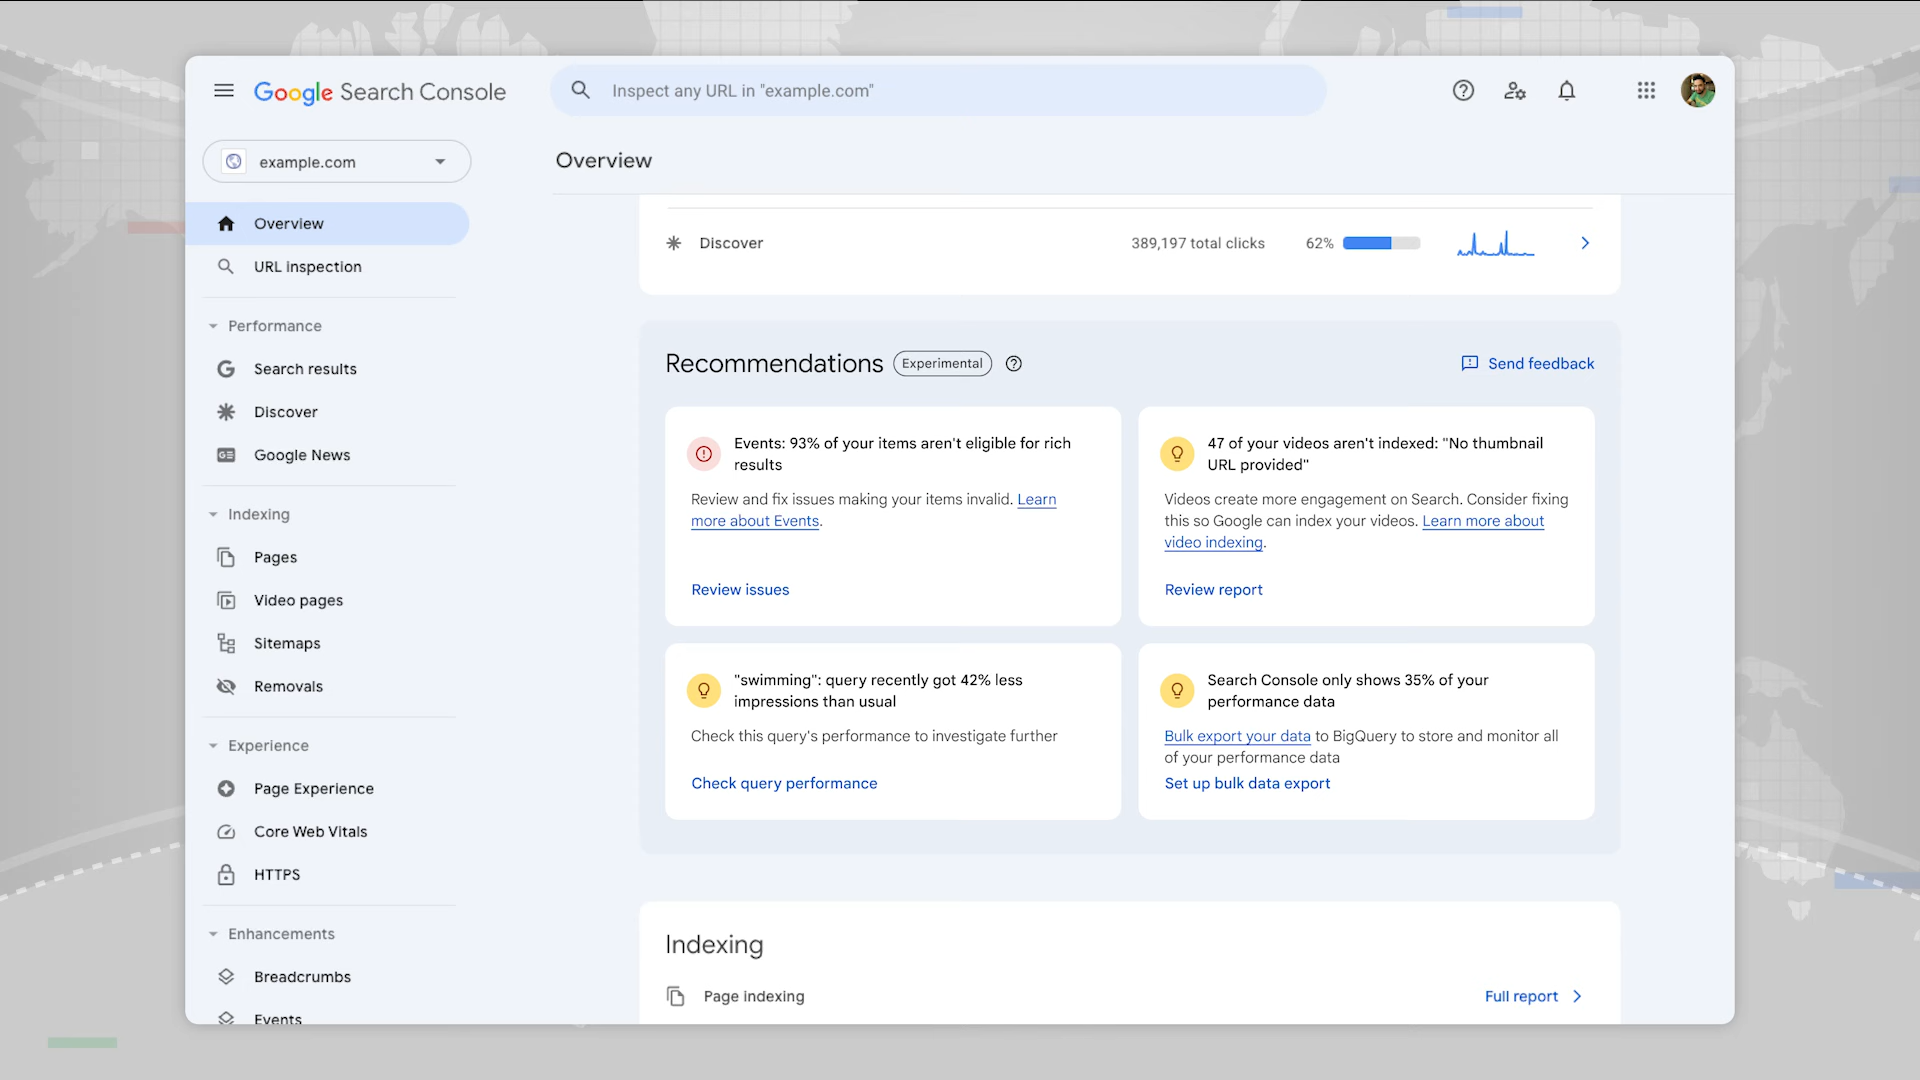 Google Search Console
Inspect any URL in "example.com"
example.com
Overview
URL inspection
Performance
Search results
Discover
Google News
Indexing
Pages
Video pages
Sitemaps
Removals
Experience
Page Experience
Core Web Vitals
HTTPS
Enhancements
Breadcrumbs
Events
Overview
Discover 389,197 total clicks 62%
Recommendations Experimental
Send feedback
Events: 93% of your items aren't eligible for rich
results
Review and fix issues making your items invalid. Learn
more about Events.
Review issues
47 of your videos aren't indexed: "No thumbnail
URL provided"
Videos create more engagement on Search. Consider fixing
this so Google can index your videos. Learn more about
video indexing.
Review report
"swimming": query recently got 42% less
impressions than usual
Check this query's performance to investigate further
Check query performance
Search Console only shows 35% of your
performance data
Bulk export your data to BigQuery to store and monitor all
of your performance data
Set up bulk data export
Indexing
Page indexing
Full report